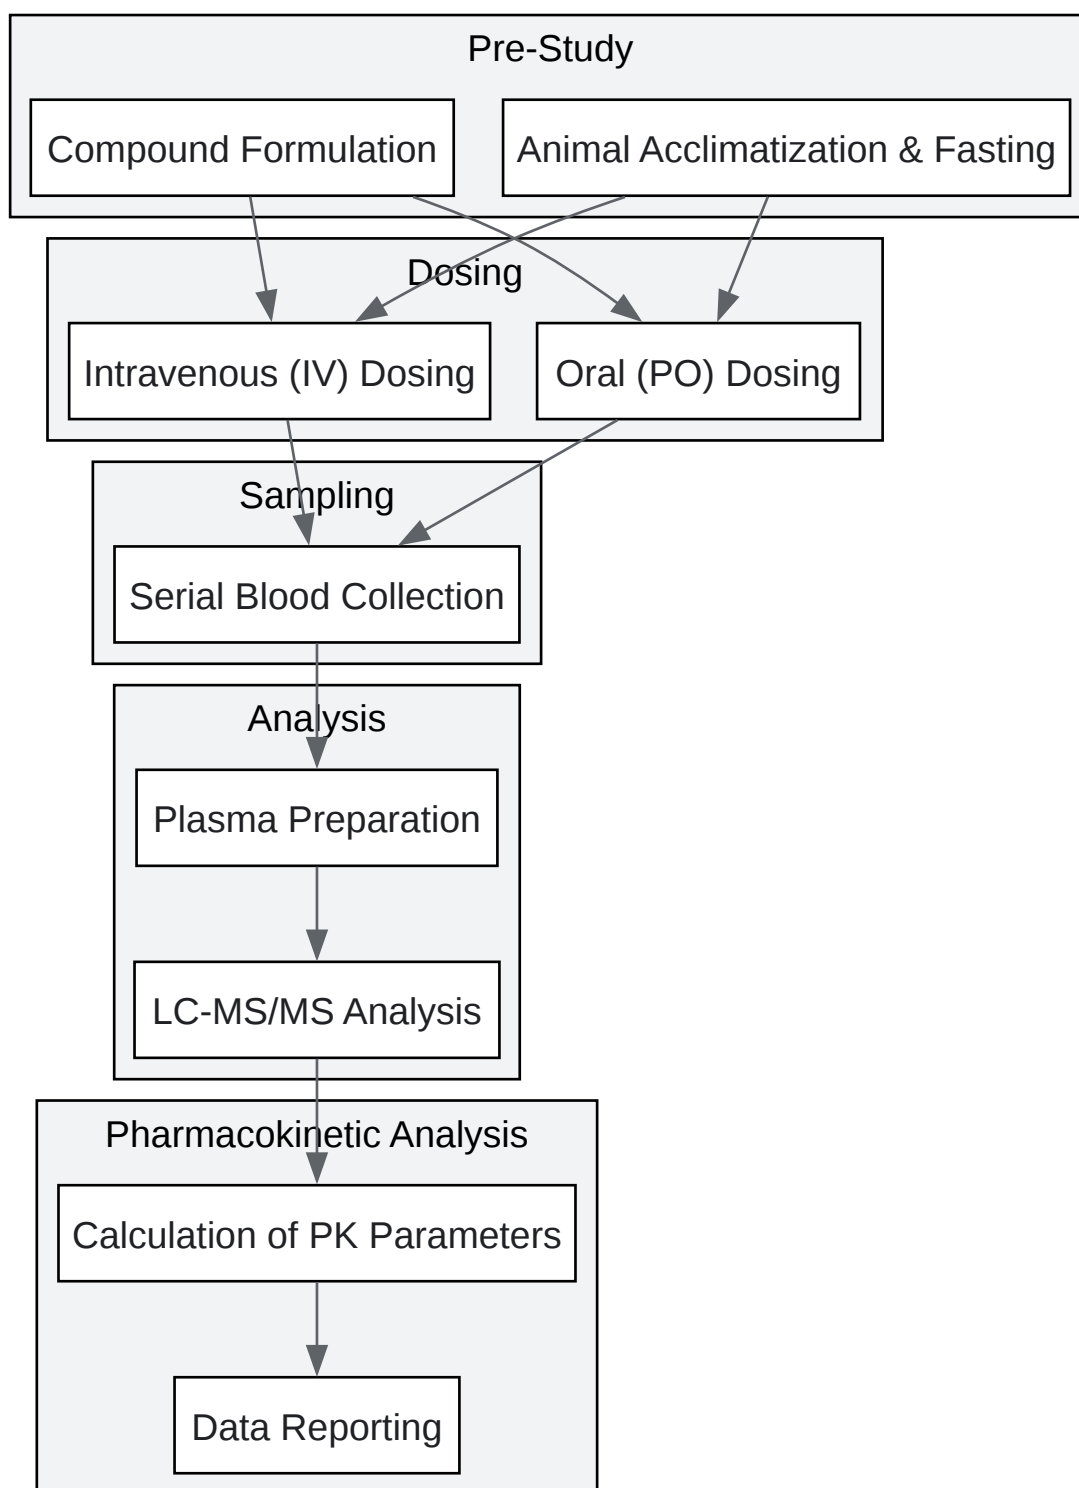 Pre-Study
Compound Formulation
Animal Acclimatization & Fasting
Dosing
Intravenous (IV) Dosing
Oral (PO) Dosing
Sampling
Serial Blood Collection
Analysis
Plasma Preparation
LC-MS/MS Analysis
Pharmacokinetic Analysis
Calculation of PK Parameters
Data Reporting